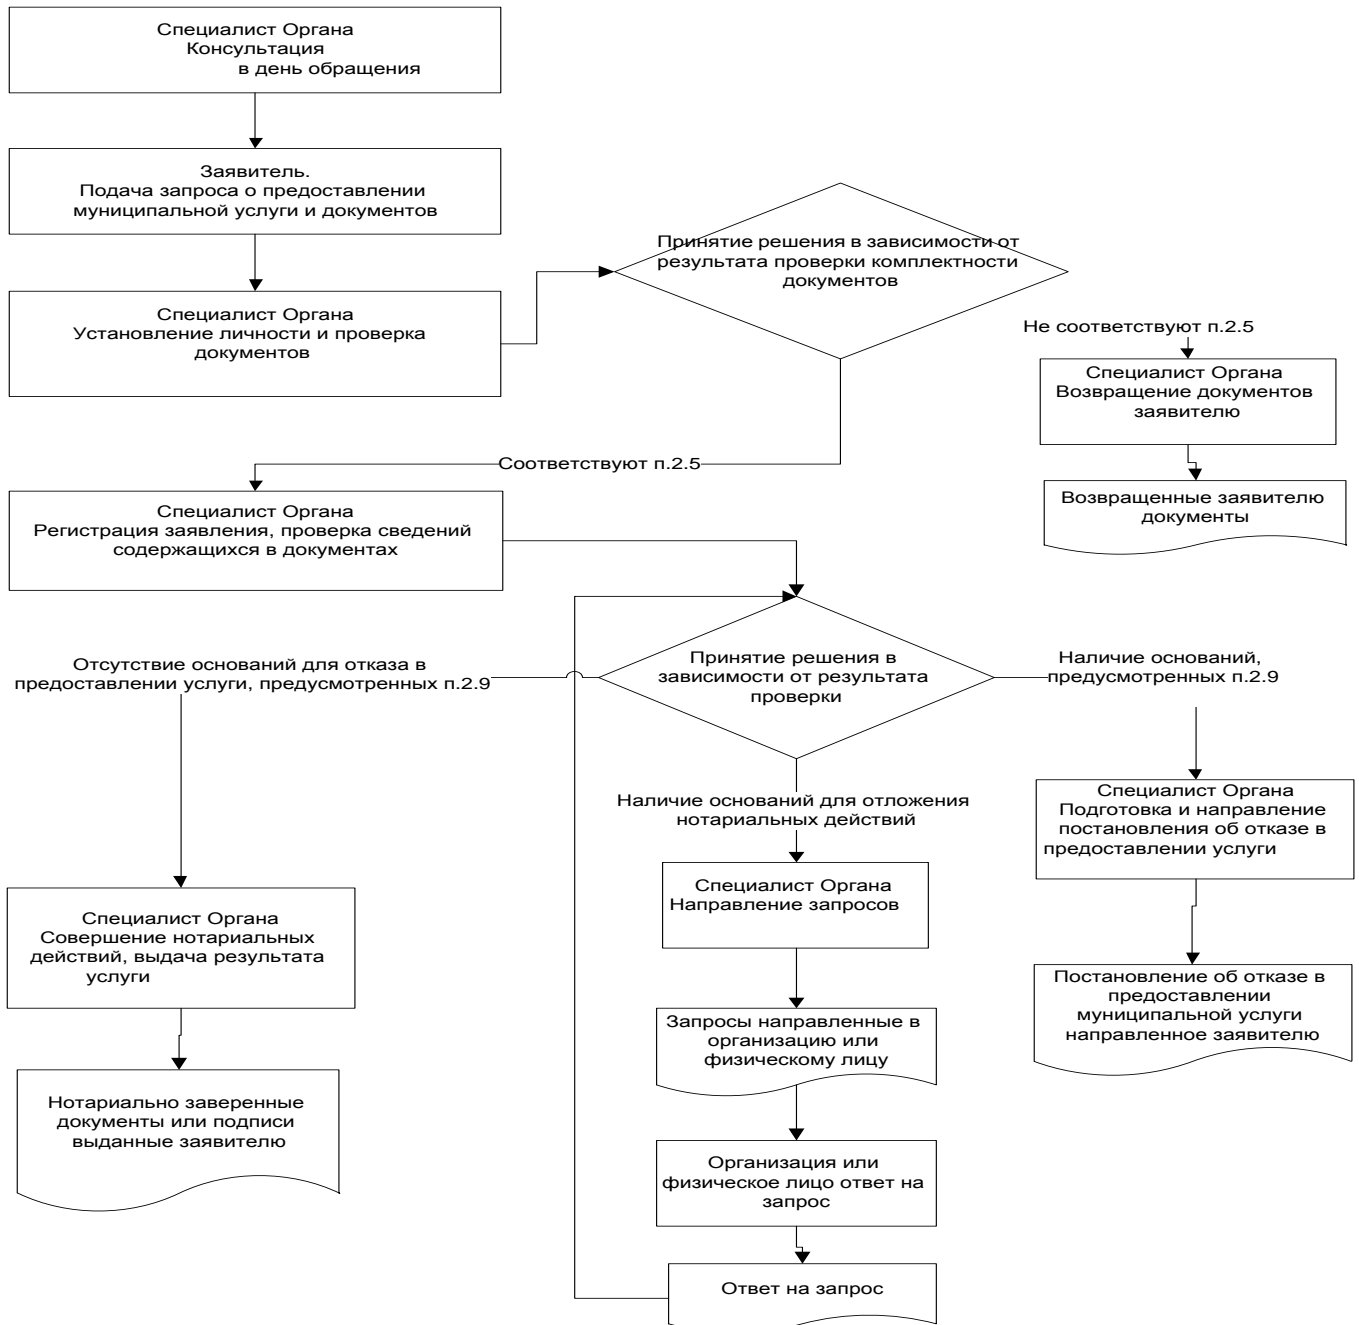 Специалист Органа
Консультация
в день обращения
Заявитель.
Подача запроса о предоставлении
муниципальной услуги и документов
Принятие решения в зависимости от
результата проверки комплектности
документов
Специалист Органа
Установление личности и проверка
документов
Не соответствуют п.2.5
Специалист Органа
Возвращение документов
заявителю
Соответствуют п.2.5
Возвращенные заявителю
документы
Специалист Органа
Регистрация заявления, проверка сведений
содержащихся в документах
Принятие решения в
зависимости от результата
проверки
Отсутствие оснований для отказа в
предоставлении услуги, предусмотренных п.2.9
Наличие оснований,
предусмотренных п.2.9
Наличие оснований для отложения
нотариальных действий
Специалист Органа
Подготовка и направление
постановления об отказе в
предоставлении услуги
Специалист Органа
Направление запросов
Специалист Органа
Совершение нотариальных
действий, выдача результата
услуги
Постановление об отказе в
предоставлении
муниципальной услуги
направленное заявителю
Запросы направленные в
организацию или
физическому лицу
Нотариально заверенные
документы или подписи
выданные заявителю
Организация или
физическое лицо ответ на
запрос
Ответ на запрос